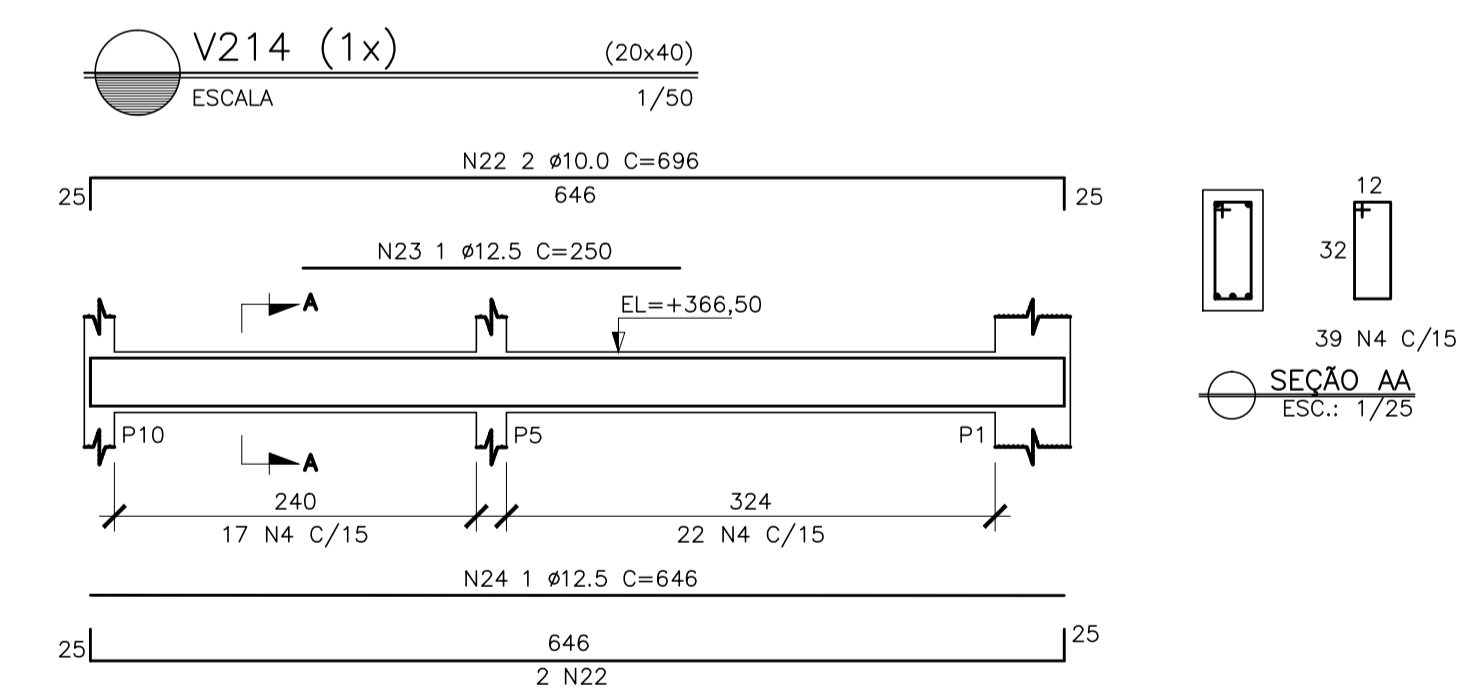 V214 (1x) (20x40)
ESCALA 1/50
N22 2 ø10.0 C=696
25 646 25
N23 1 ø12.5 C=250
A EL=+366,50
P10 P5 P1
A
240 324
17 N4 C/15 22 N4 C/15
N24 1 ø12.5 C=646
25 646 25
2 N22
12
32
39 N4 C/15
SEÇÃO AA
ESC.: 1/25